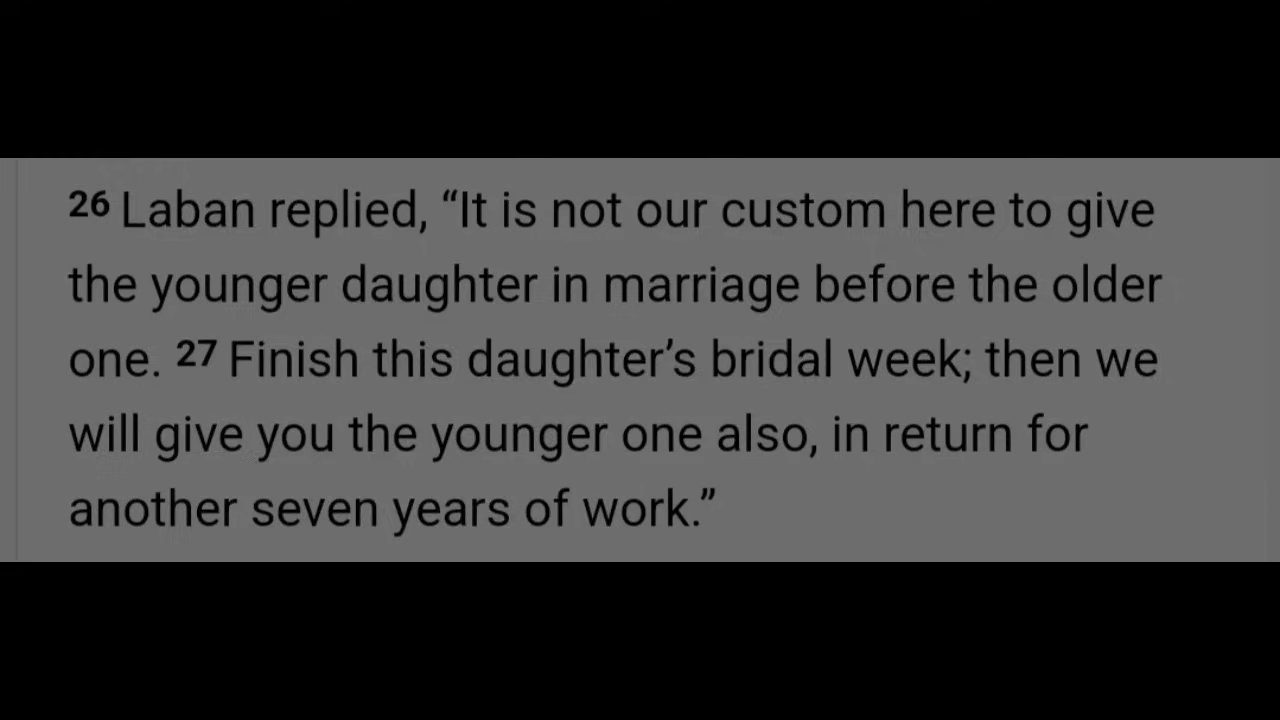 26 Laban replied, “It is not our custom here to give
the younger daughter in marriage before the older
one. 27 Finish this daughter’s bridal week; then we
will give you the younger one also, in return for
another seven years of work.”